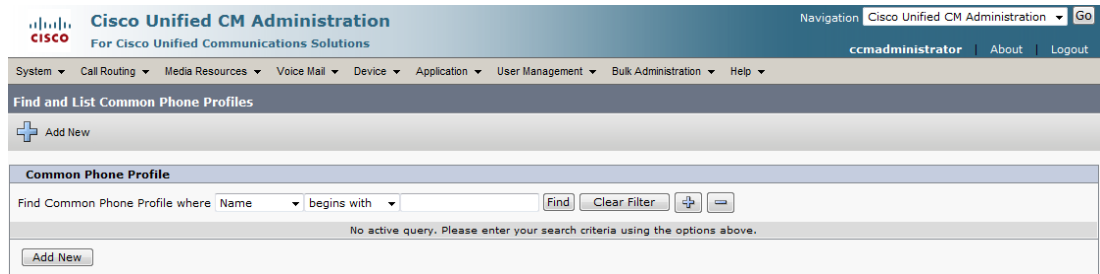 CISCO
Cisco Unified CM Administration
For Cisco Unified Communications Solutions
Navigation Cisco Unified CM Administration Go
ccmadministrator | About | Logout
System Call Routing Media Resources Voice Mail Device Application User Management Bulk Administration Help
Find and List Common Phone Profiles
Add New
Common Phone Profile
Find Common Phone Profile where Name begins with Find Clear Filter
No active query. Please enter your search criteria using the options above.
Add New